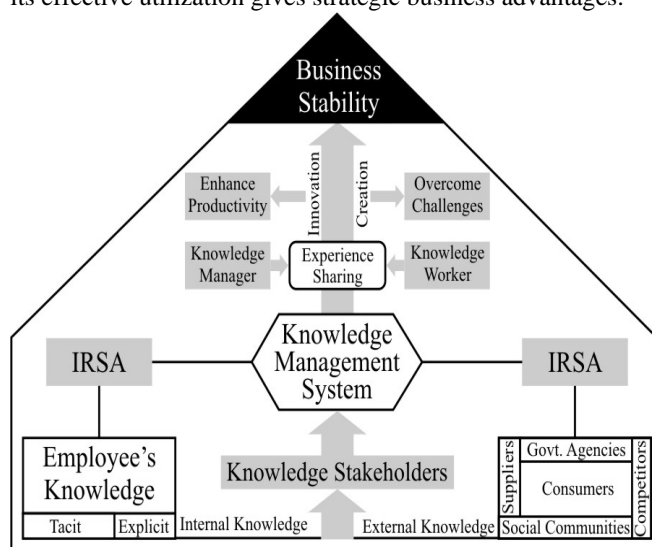 its effective utilization gives strategic business advantages.
Business
Stability
Innovation
Creation
Enhance
Productivity
Overcome
Challenges
Knowledge
Manager
Experience
Sharing
Knowledge
Worker
IRSA
Knowledge
Management
System
IRSA
Employee's
Knowledge
Tacit
Explicit
Knowledge Stakeholders
Internal Knowledge
External Knowledge
Suppliers
Govt. Agencies
Consumers
Social Communities
Competitors